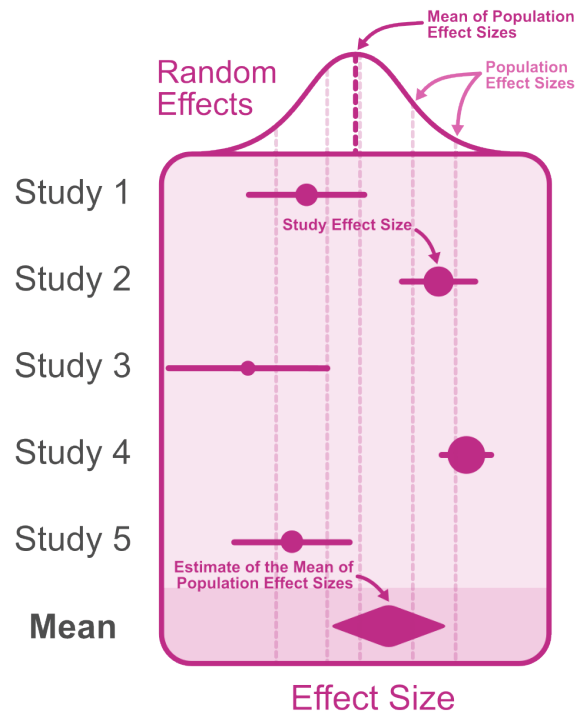 Mean of Population
Effect Sizes
Random
Effects
Population
Effect Sizes
Study 1
Study Effect Size
Study 2
Study 3
Study 4
Study 5
Estimate of the Mean of
Population Effect Sizes
Mean
Effect Size